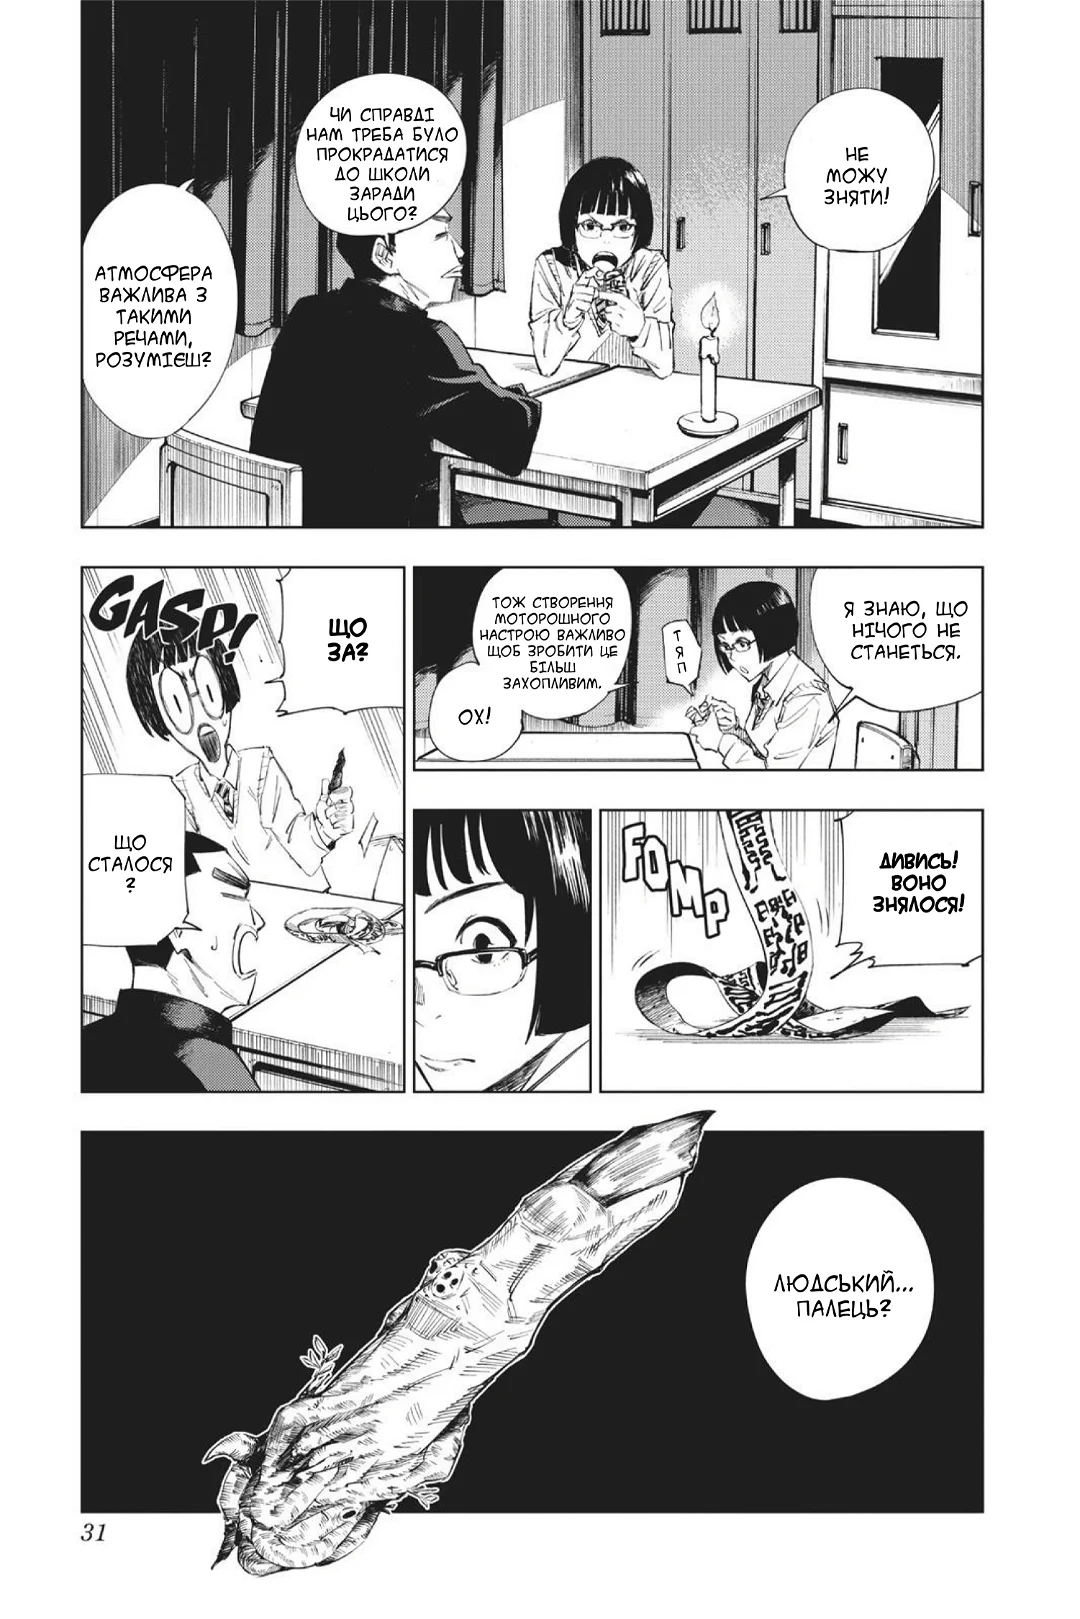 НЕ
МОЖУ
ЗНЯТИ!
ЧИ СПРАВДІ
НАМ ТРЕБА БУЛО
ПРОКРАДАТИСЯ
ДО ШКОЛИ
ЗАРАДИ
ЦЬОГО?
АТМОСФЕРА
ВАЖЛИВА З
ТАКИМИ
РЕЧАМИ,
РОЗУМІЄШ?
Я ЗНАЮ, ЩО
НІЧОГО НЕ
СТАНЕТЬСЯ.
ТЯП
ТОЖ СТВОРЕННЯ
МОТОРОШНОГО
НАСТРОЮ ВАЖЛИВО
ЩОБ ЗРОБИТИ ЦЕ
БІЛЬШ
ЗАХОПЛИВИМ.
ОХ!
ДИВИСЬ!
ВОНО
ЗНЯЛОСЯ!
FOMP
ЩО
ЗА?
GASP!
ЩО
СТАЛОСЯ
?
ЛЮДСЬКИЙ...
ПАЛЕЦЬ?
31